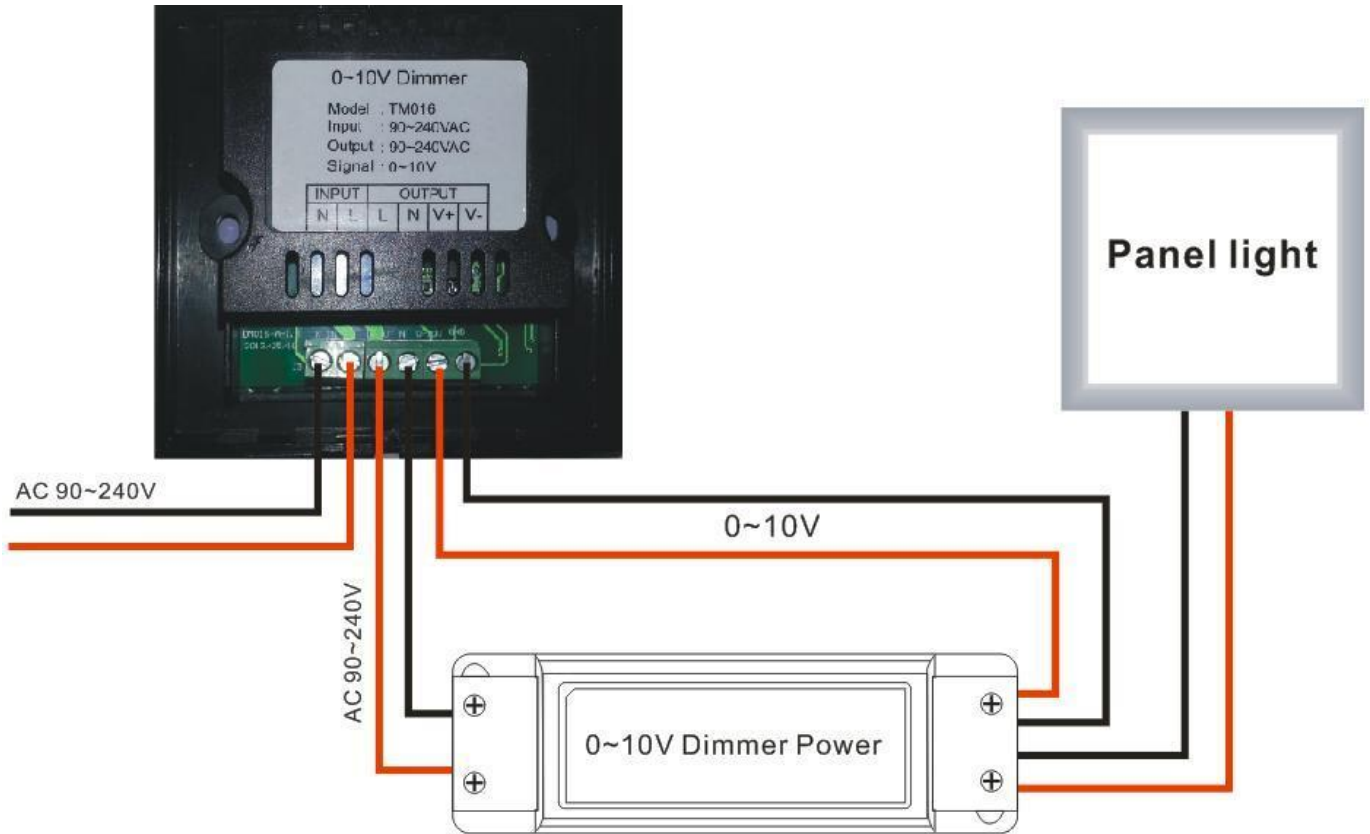 0~10V Dimmer
Model : TM016
Input : 90~240VAC
Output : 90~240VAC
Signal : 0~10V
INPUT OUTPUT
N L L N V+ V-
Panel light
AC 90~240V
0~10V
AC 90~240V
0~10V Dimmer Power